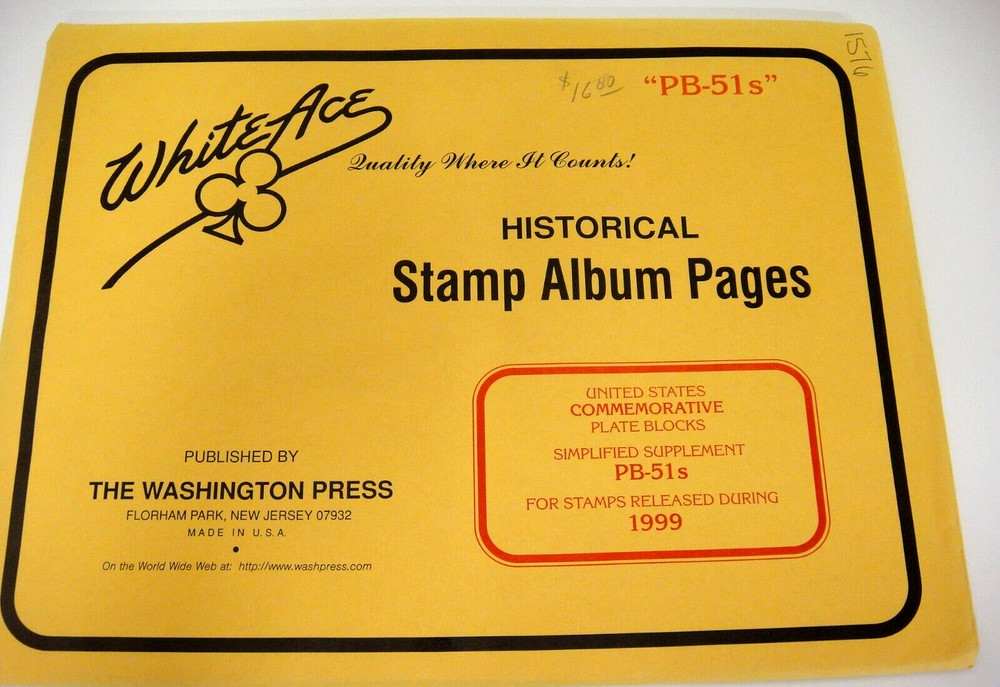 1576
$16.80 "PB-51s"
White Ace
Quality Where It Counts!
HISTORICAL
Stamp Album Pages
UNITED STATES
COMMEMORATIVE
PLATE BLOCKS
SIMPLIFIED SUPPLEMENT
PB-51s
FOR STAMPS RELEASED DURING
1999
PUBLISHED BY
THE WASHINGTON PRESS
FLORHAM PARK, NEW JERSEY 07932
MADE IN U.S.A.
On the World Wide Web at: http://www.washpress.com